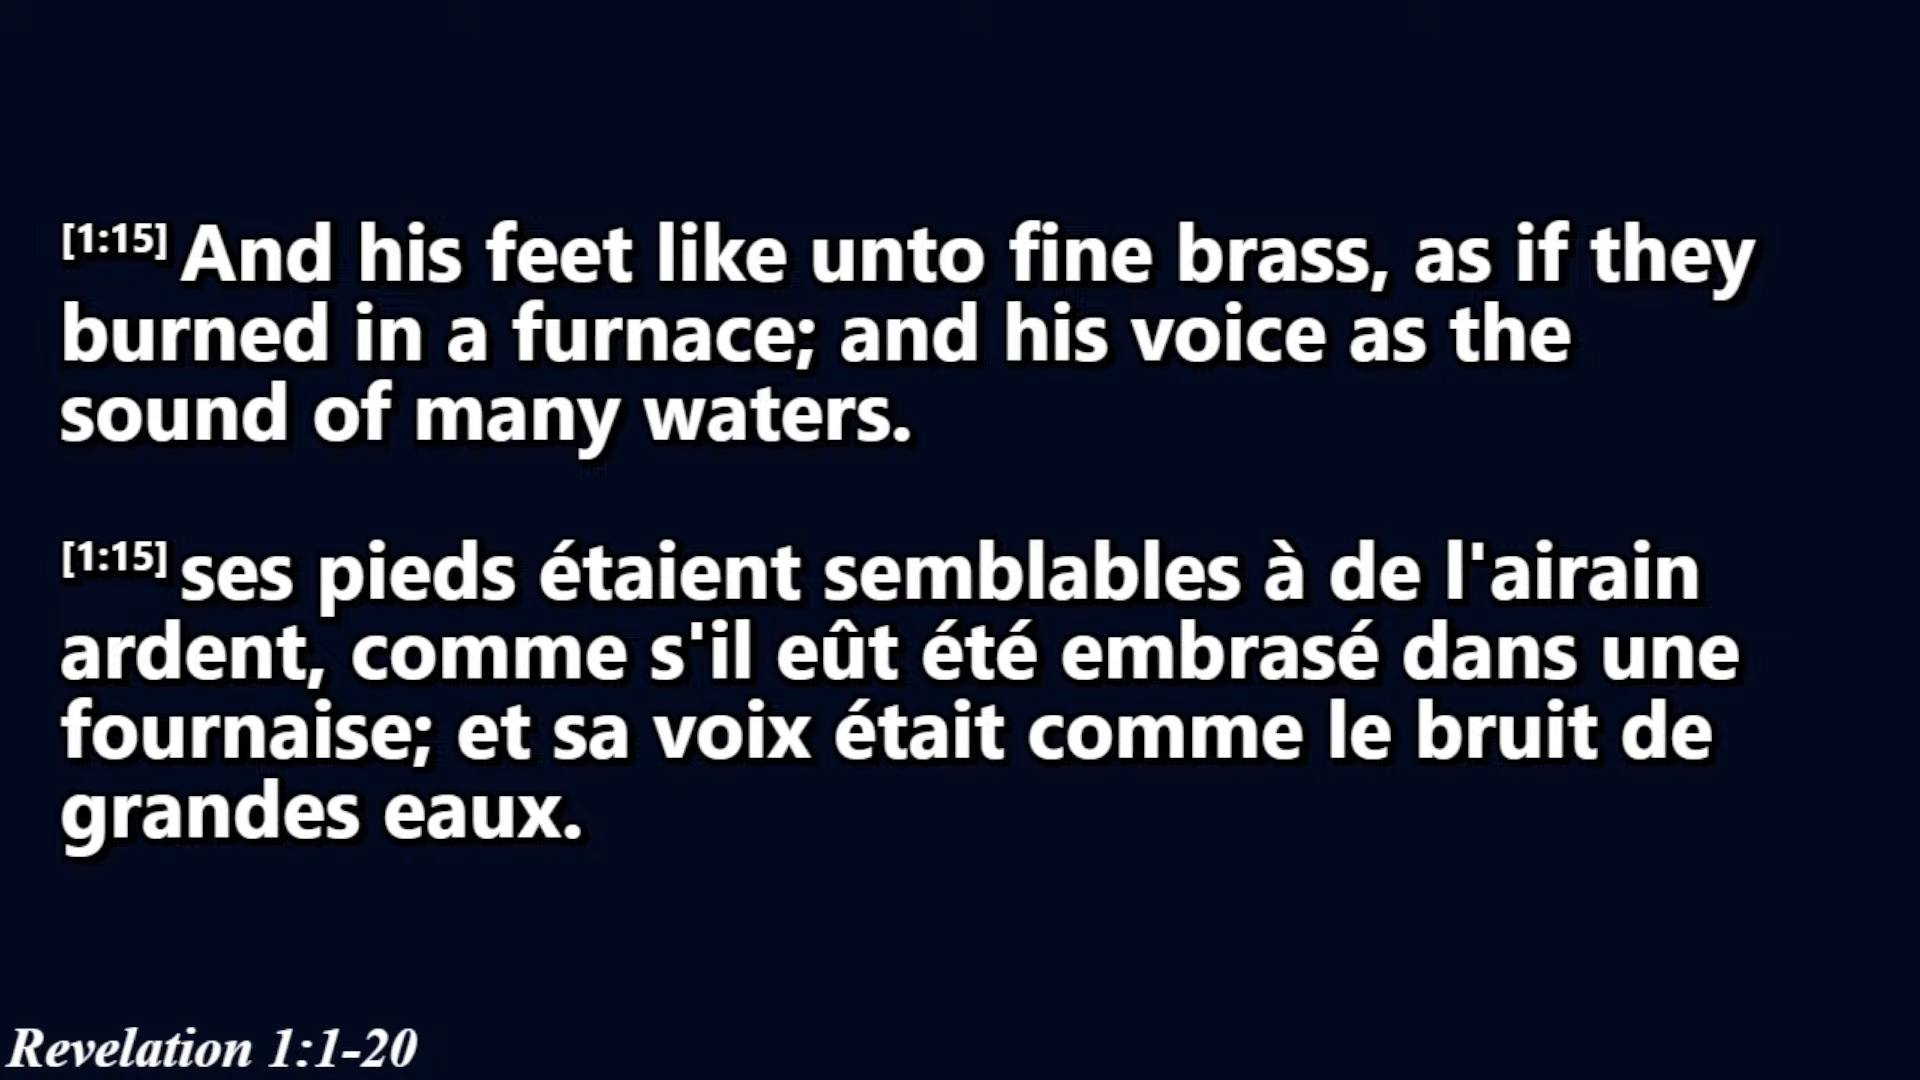 [1:15] And his feet like unto fine brass, as if they
burned in a furnace; and his voice as the
sound of many waters.
[1:15] ses pieds étaient semblables à de l'airain
ardent, comme s'il eût été embrasé dans une
fournaise; et sa voix était comme le bruit de
grandes eaux.
Revelation 1:1-20